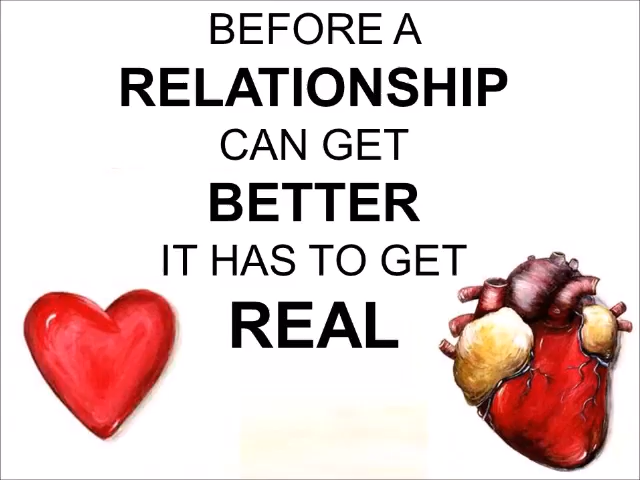 BEFORE A
RELATIONSHIP
CAN GET
BETTER
IT HAS TO GET
REAL